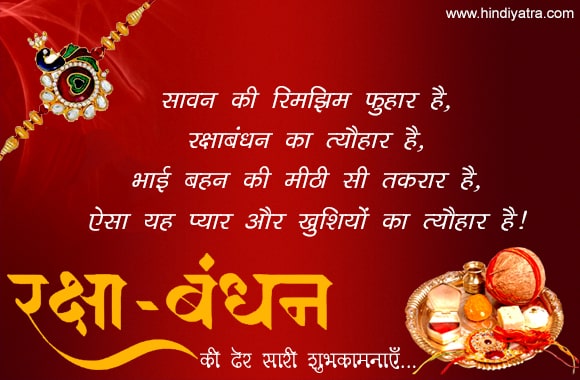 www.hindiyatra.com
सावन की रिमझिम फुहार है,
रक्षाबंधन का त्यौहार है,
भाई बहन की मीठी सी तकरार है,
ऐसा यह प्यार और खुशियों का त्यौहार है!
रक्षा-बंधन
की ढेर सारी शुभकामनाएँ...